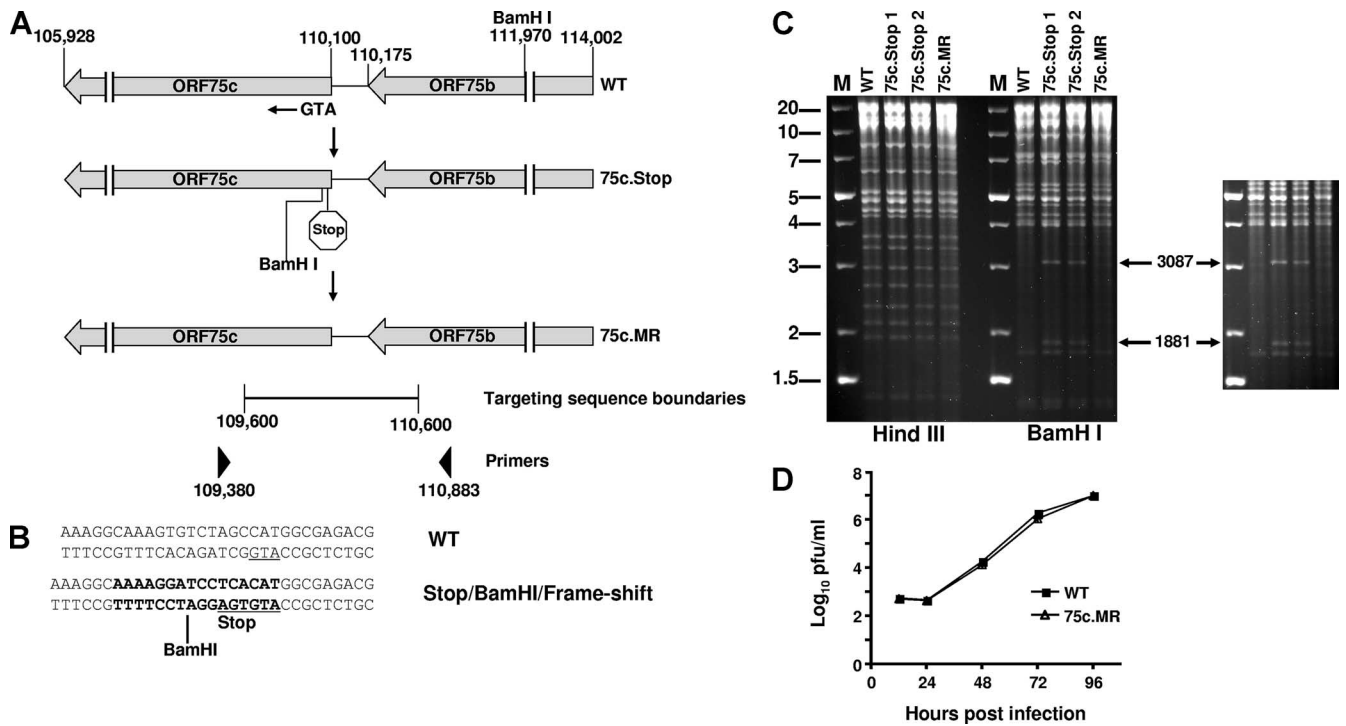 A
BamH I
105,928
110,100
110,175
111,970
114,002
ORF75c
ORF75b
WT
GTA
ORF75c
ORF75b
75c.Stop
Stop
BamH I
ORF75c
ORF75b
75c.MR
Targeting sequence boundaries
109,600
110,600
Primers
109,380
110,883
B
AAAGGCAAAGTGTCTAGCCATGGCGAGACG
WT
TTTCCGTTTCACAGATCGGTACCGCTCTGC
AAAGGCAAAAGGATCCTCACATGGCGAGACG
Stop/BamHI/Frame-shift
TTTCCGTTTTCCTAGGAGTGTACCGCTCTGC
Stop
BamHI
C
M
WT
75c.Stop 1
75c.Stop 2
75c.MR
M
WT
75c.Stop 1
75c.Stop 2
75c.MR
20
10
7
5
4
3
2
1.5
3087
1881
Hind III
BamH I
D
Log10 pfu/ml
8
6
4
2
0
WT
75c.MR
0
24
48
72
96
Hours post infection